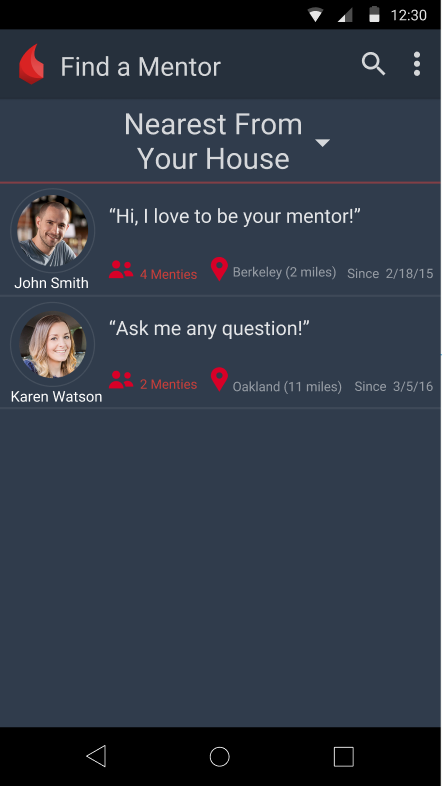 12:30
Find a Mentor
Nearest From
Your House
“Hi, I love to be your mentor!”
4 Menties
Berkeley (2 miles)
Since 2/18/15
John Smith
“Ask me any question!”
2 Menties
Oakland (11 miles)
Since 3/5/16
Karen Watson